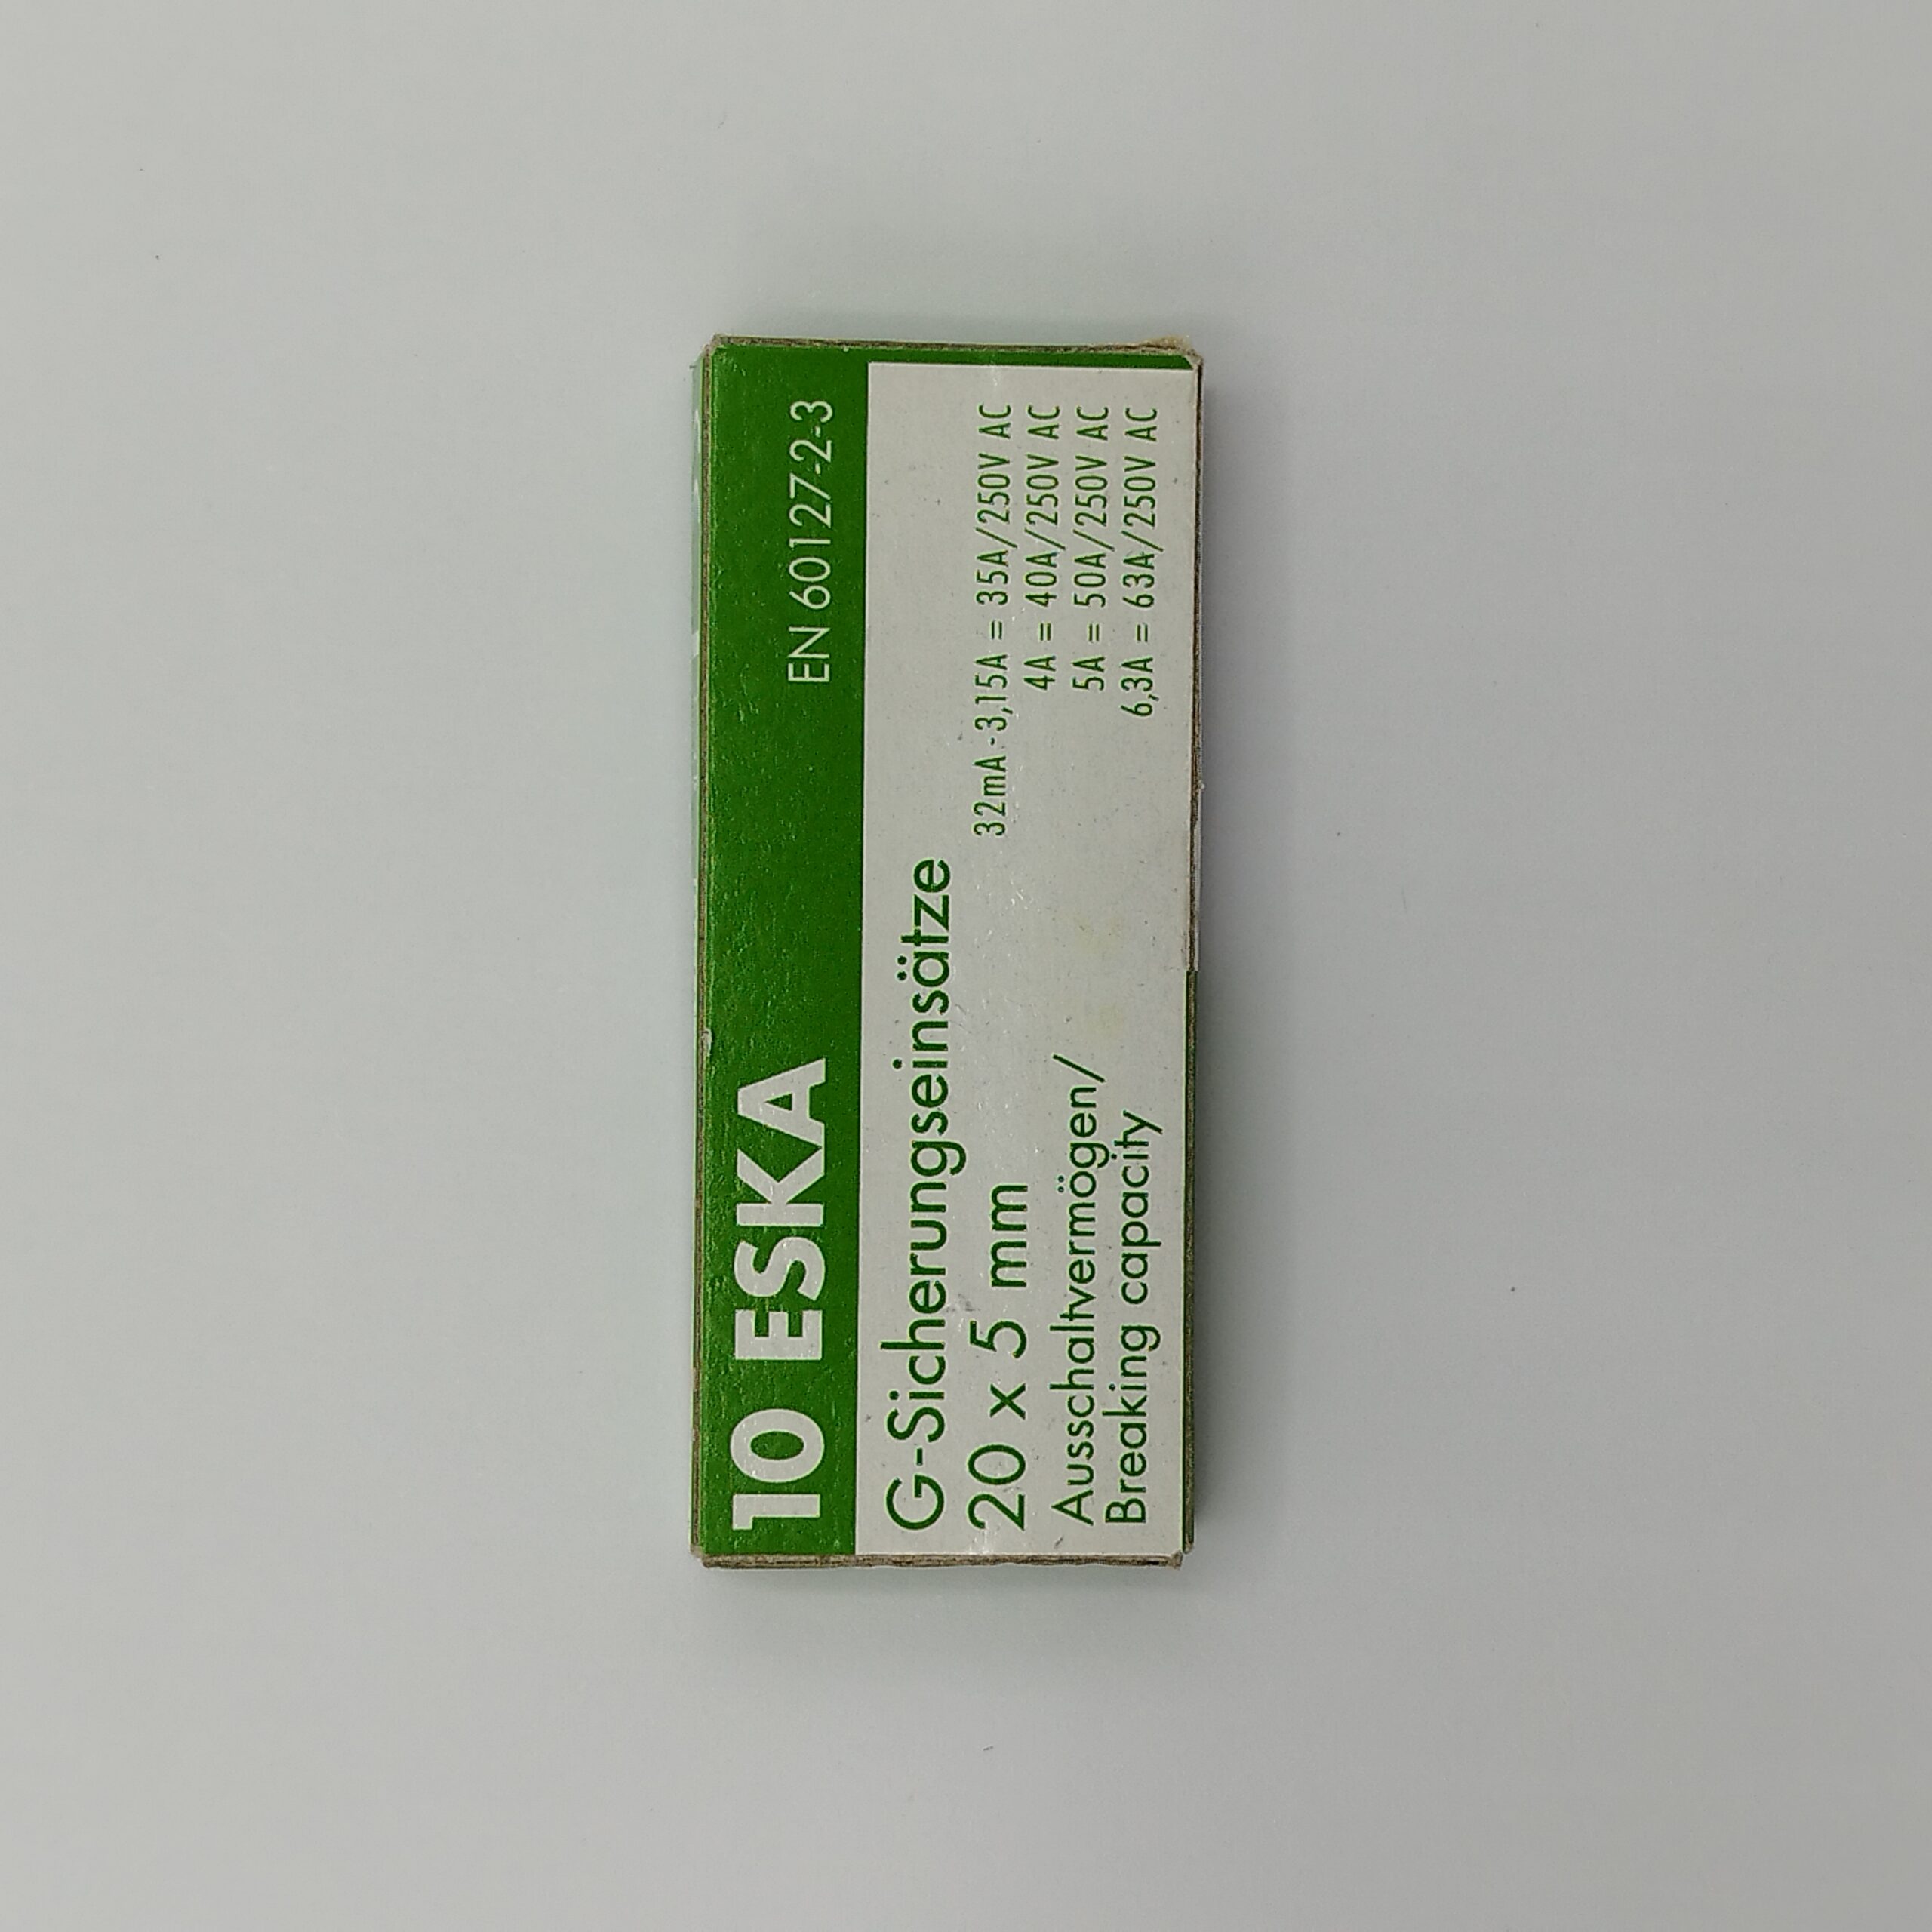 10 ESKA
EN 60127-2-3
G-Sicherungseinsätze
20 x 5 mm
Ausschaltvermögen/
Breaking capacity
32mA-3,15A = 35A/250V AC
4A = 40A/250V AC
5A = 50A/250V AC
6,3A = 63A/250V AC